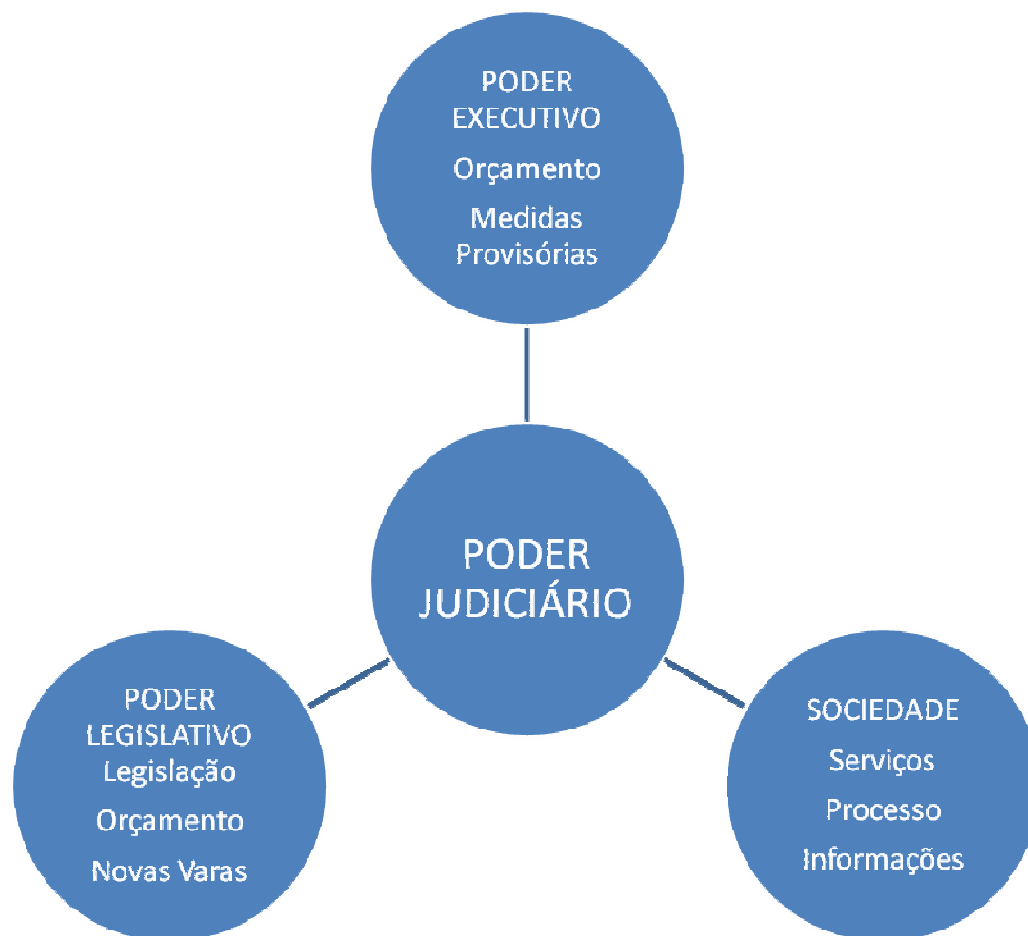 PODER
EXECUTIVO
Orçamento
Medidas
Provisórias
PODER
JUDICIÁRIO
PODER
LEGISLATIVO
Legislação
Orçamento
Novas Varas
SOCIEDADE
Serviços
Processo
Informações